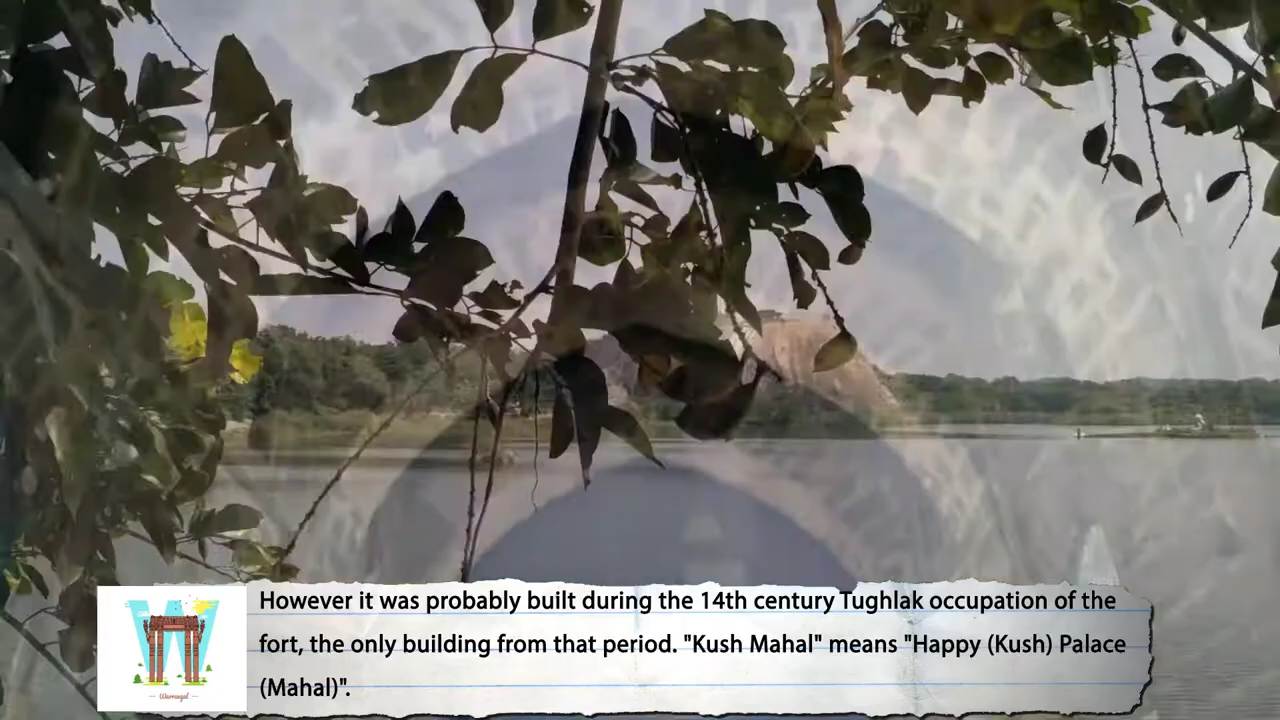 However it was probably built during the 14th century Tughlak occupation of the
fort, the only building from that period. "Kush Mahal" means "Happy (Kush) Palace
(Mahal)".
Warrangal